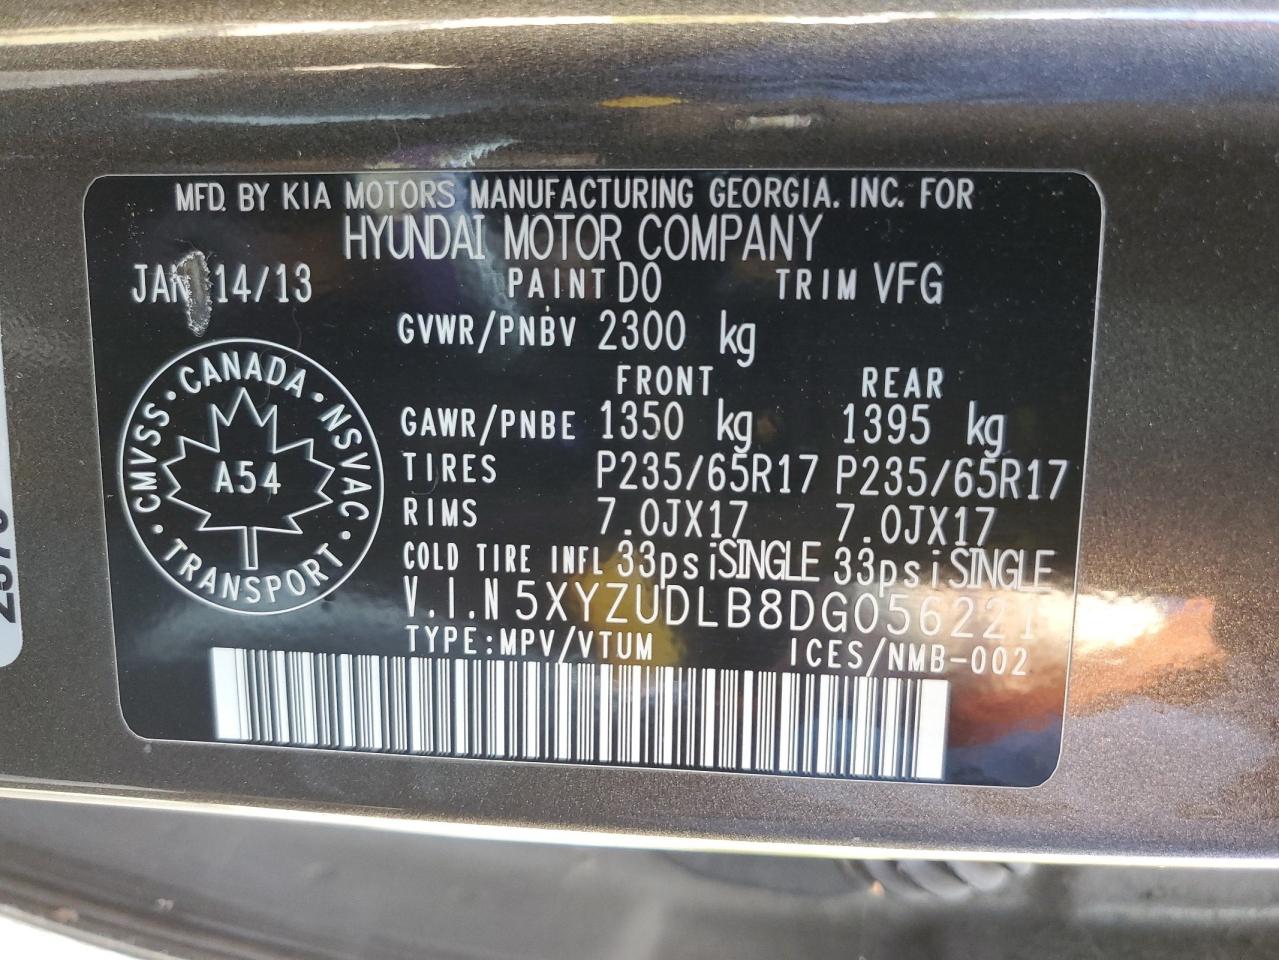 MFD. BY KIA MOTORS MANUFACTURING GEORGIA. INC. FOR
HYUNDAI MOTOR COMPANY
JAN 14/13 PAINT DO TRIM VFG
GVWR/PNBV 2300 kg
FRONT REAR
GAWR/PNBE 1350 kg 1395 kg
TIRES P235/65R17 P235/65R17
RIMS 7.0JX17 7.0JX17
COLD TIRE INFL 33psiSINGLE 33psiSINGLE
V.I.N 5XYZUDLB8DG056221
TYPE:MPV/VTUM ICES/NMB-002
CANADA · NSVAC · TRANSPORT · CMVSS ·
A54